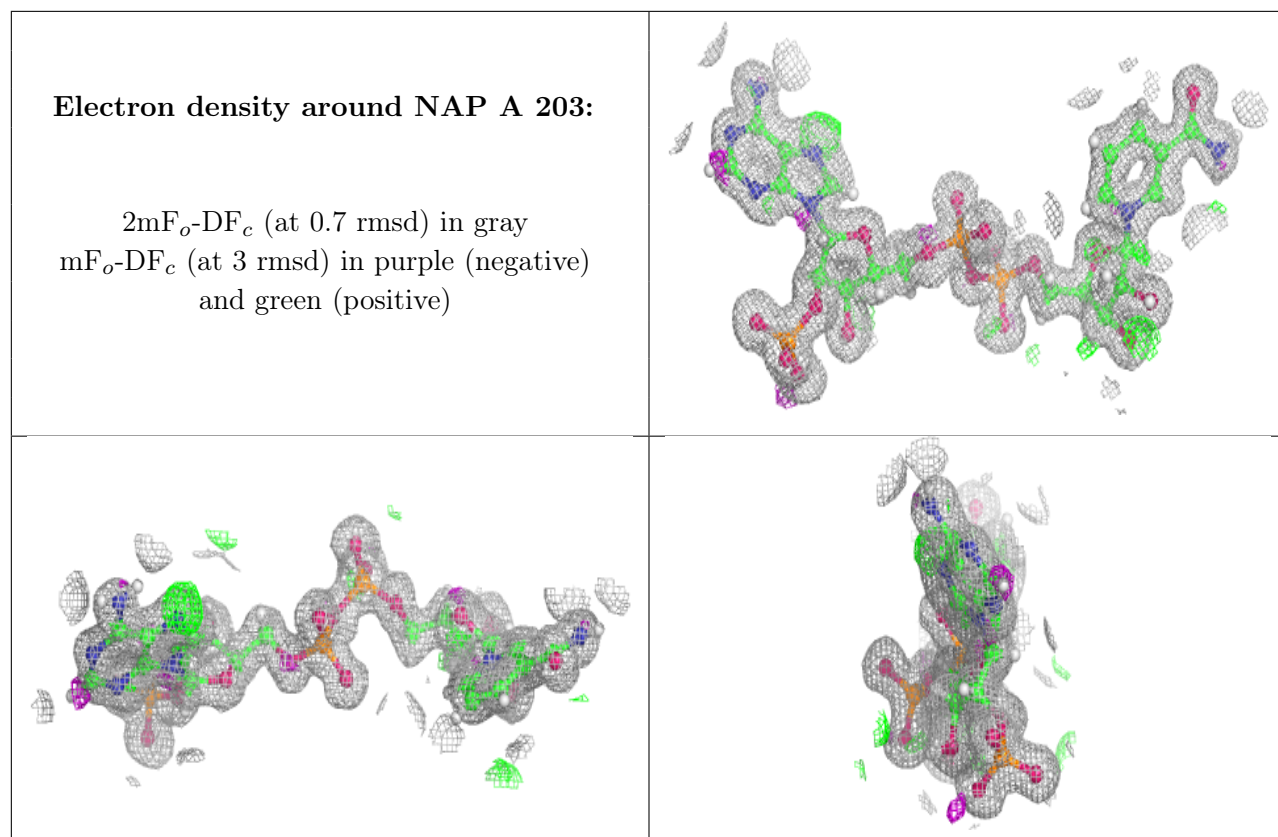 Electron density around NAP A 203:
2mFo-DFc (at 0.7 rmsd) in gray
mFo-DFc (at 3 rmsd) in purple (negative)
and green (positive)